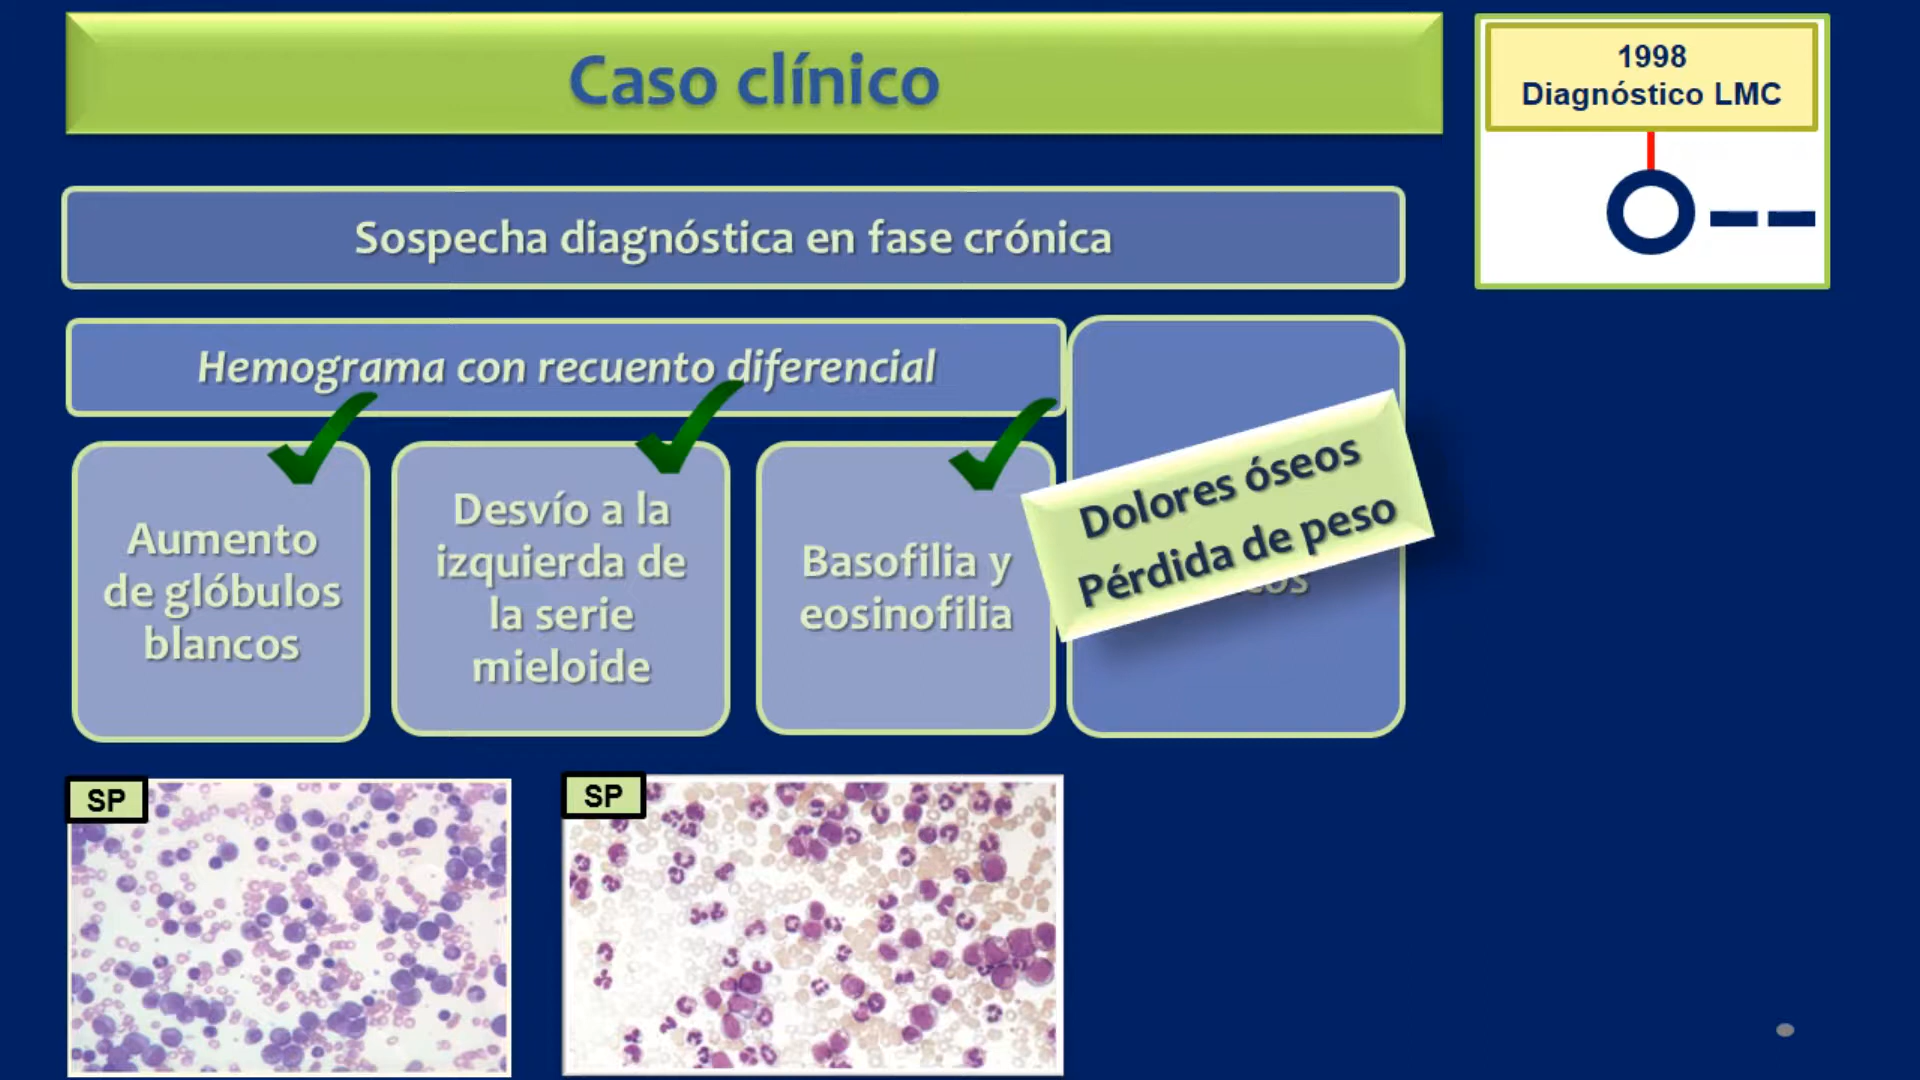 Caso clínico
1998
Diagnóstico LMC
Sospecha diagnóstica en fase crónica
Hemograma con recuento diferencial
Aumento
de glóbulos
blancos
Desvío a la
izquierda de
la serie
mieloide
Basofilia y
eosinofilia
Dolores óseos
Pérdida de peso
SP
SP